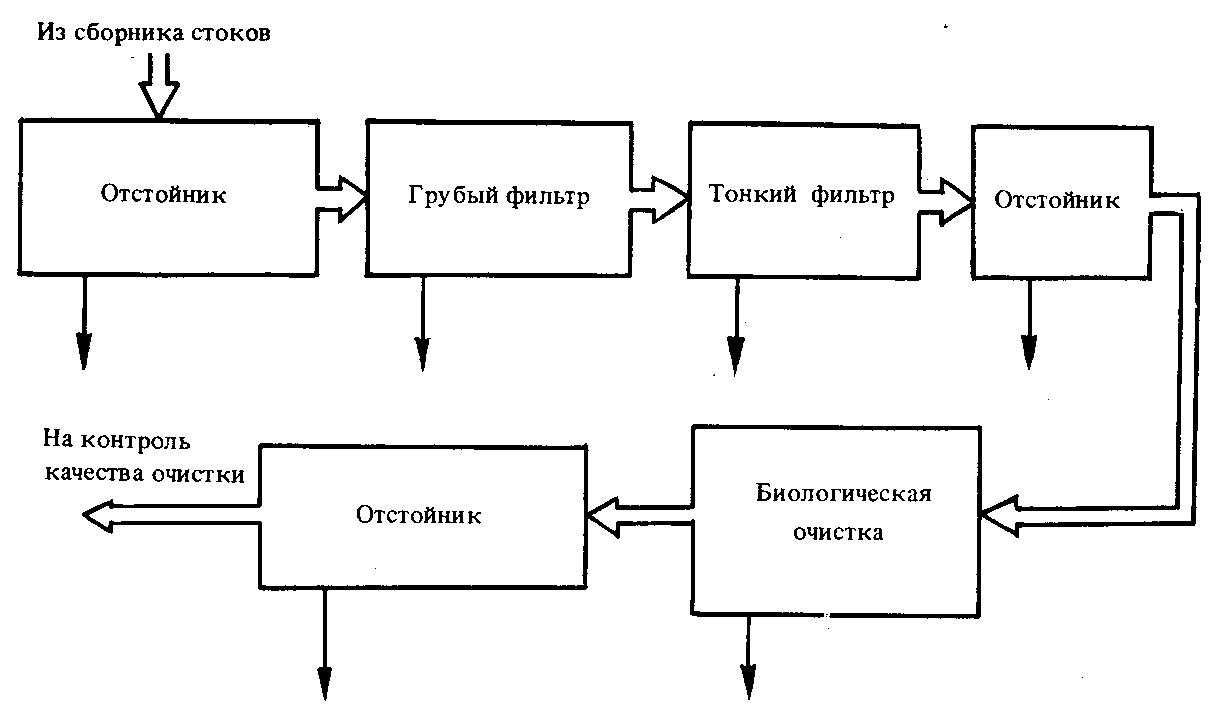 Из сборника стоков
Отстойник
Грубый фильтр
Тонкий фильтр
Отстойник
На контроль
качества очистки
Отстойник
Биологическая
очистка